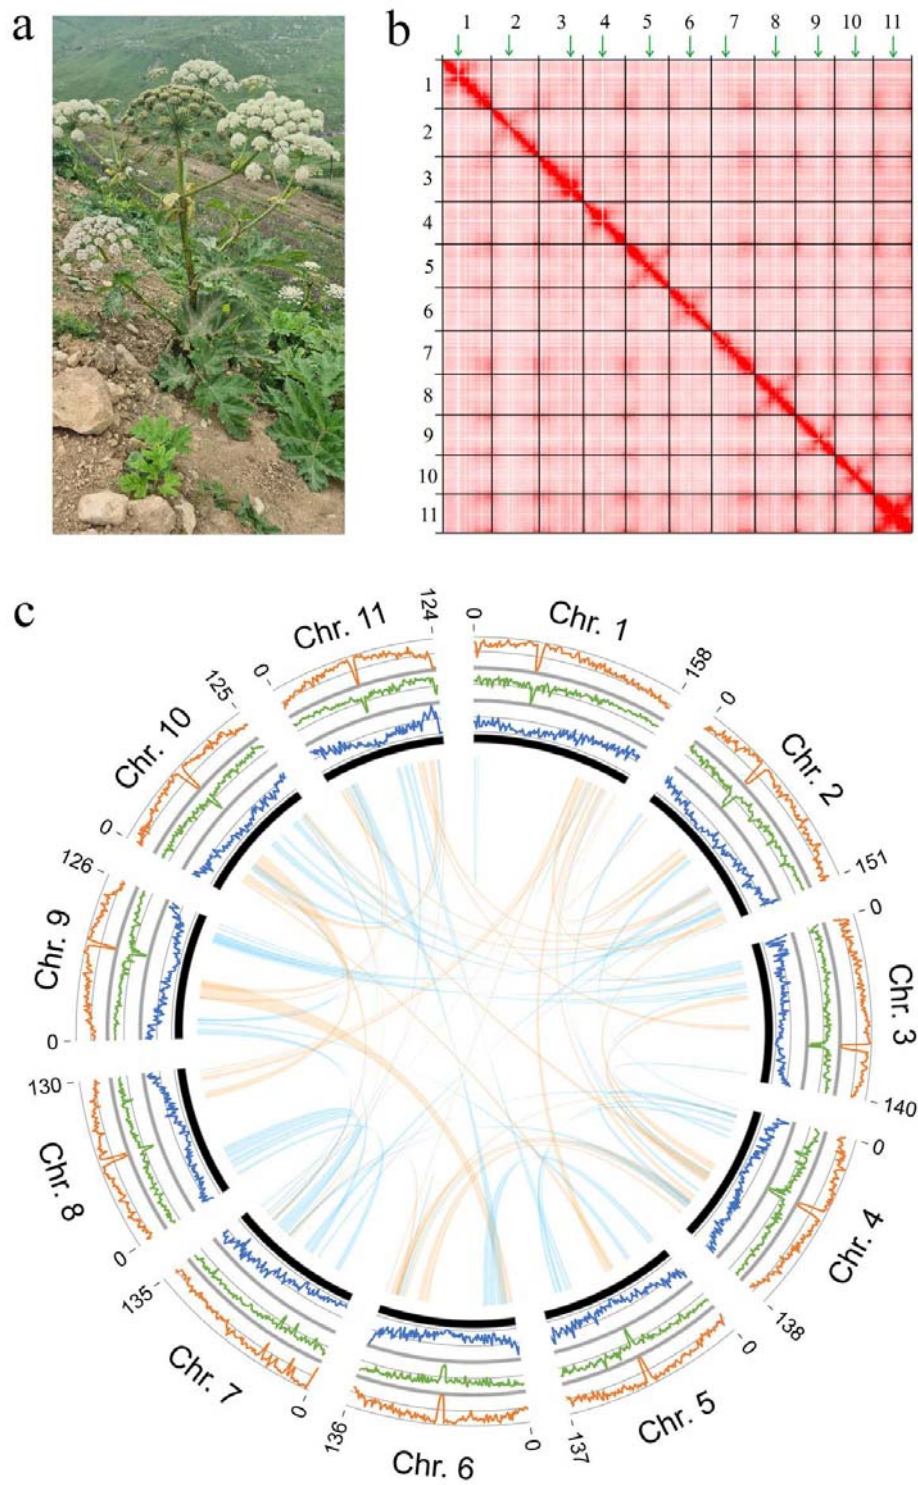 a
b
1 2 3 4 5 6 7 8 9 10 11
1
2
3
4
5
6
7
8
9
10
11
c
Chr. 1
0
158
Chr. 2
0
151
Chr. 3
0
140
Chr. 4
0
138
Chr. 5
0
137
Chr. 6
0
136
Chr. 7
0
135
Chr. 8
0
130
Chr. 9
0
126
Chr. 10
0
125
Chr. 11
0
124